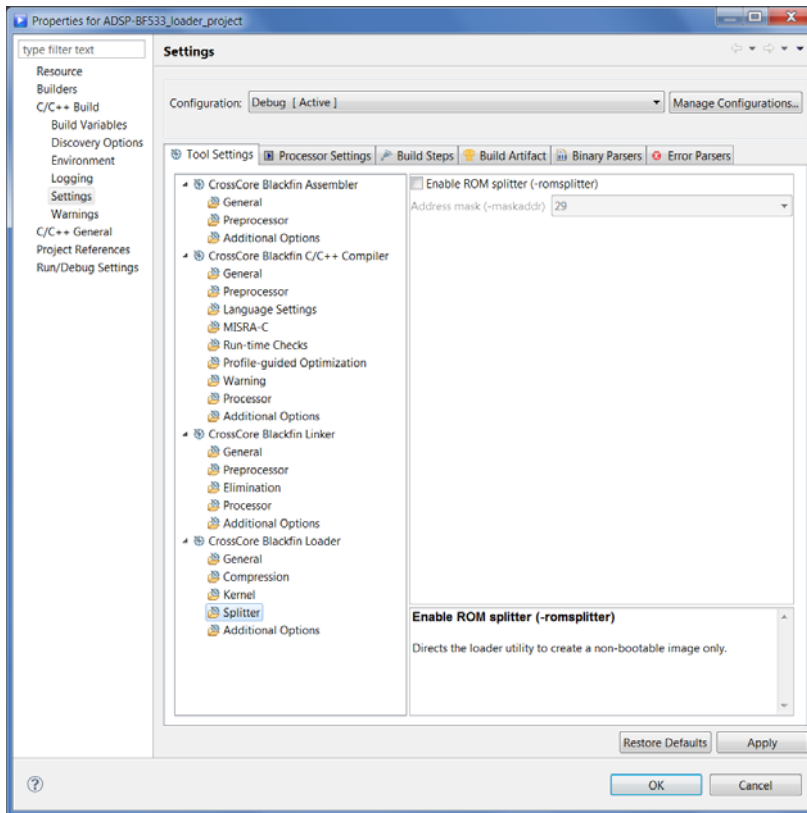 Properties for ADSP-BF533_loader_project
type filter text
Resource
Builders
C/C++ Build
Build Variables
Discovery Options
Environment
Logging
Settings
Warnings
C/C++ General
Project References
Run/Debug Settings
Settings
Configuration: Debug [ Active ] Manage Configurations...
Tool Settings Processor Settings Build Steps Build Artifact Binary Parsers Error Parsers
CrossCore Blackfin Assembler
General
Preprocessor
Additional Options
CrossCore Blackfin C/C++ Compiler
General
Preprocessor
Language Settings
MISRA-C
Run-time Checks
Profile-guided Optimization
Warning
Processor
Additional Options
CrossCore Blackfin Linker
General
Preprocessor
Elimination
Processor
Additional Options
CrossCore Blackfin Loader
General
Compression
Kernel
Splitter
Additional Options
Enable ROM splitter (-romsplitter)
Address mask (-maskaddr) 29
Enable ROM splitter (-romsplitter)
Directs the loader utility to create a non-bootable image only.
Restore Defaults Apply
? OK Cancel